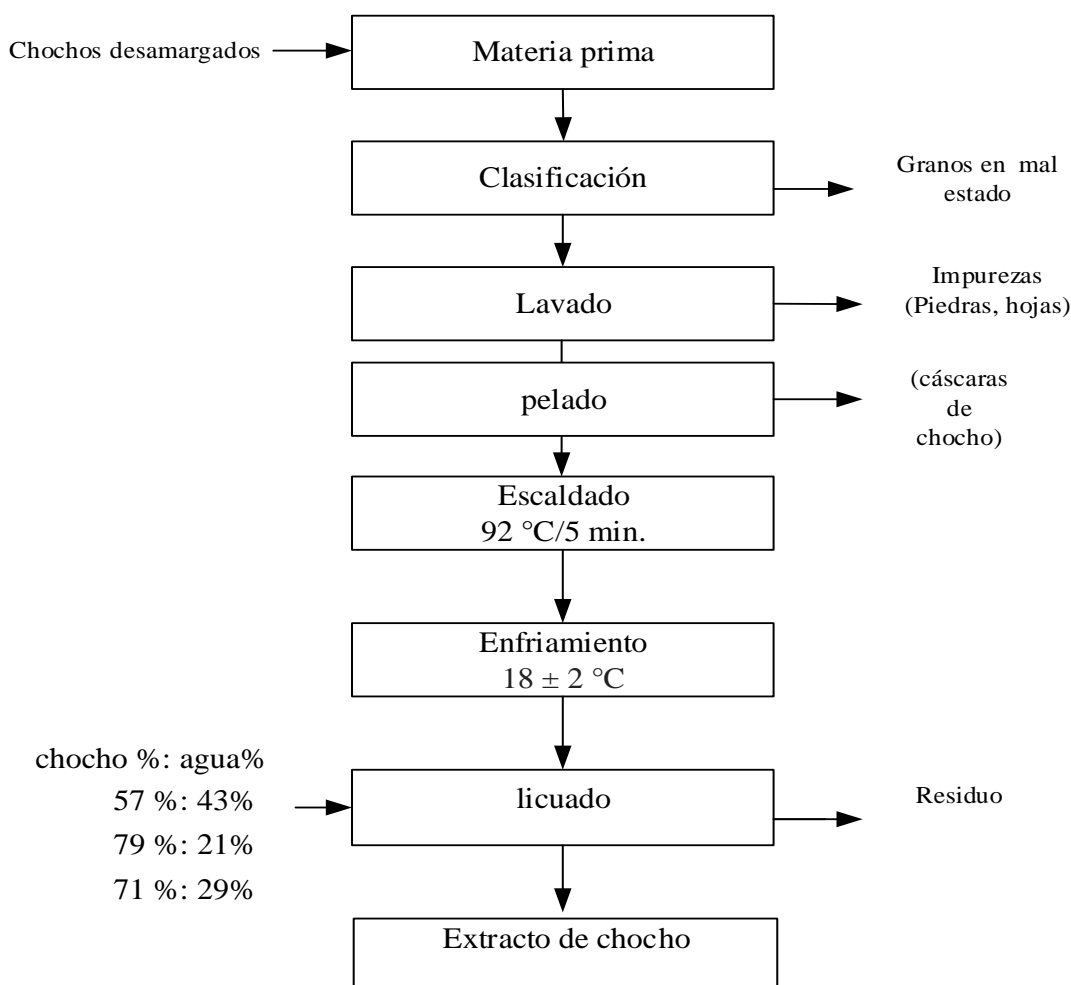 Chochos desamargados
Materia prima
Clasificación
Granos en mal
estado
Lavado
Impurezas
(Piedras, hojas)
pelado
(cáscaras
de
chocho)
Escaldado
92 °C/5 min.
Enfriamiento
18 ± 2 °C
chocho %: agua%
57 %: 43%
79 %: 21%
71 %: 29%
licuado
Residuo
Extracto de chocho